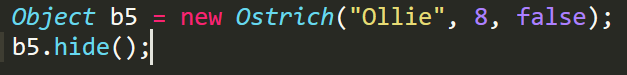 Object b5 = new Ostrich("Ollie", 8, false);
b5.hide();